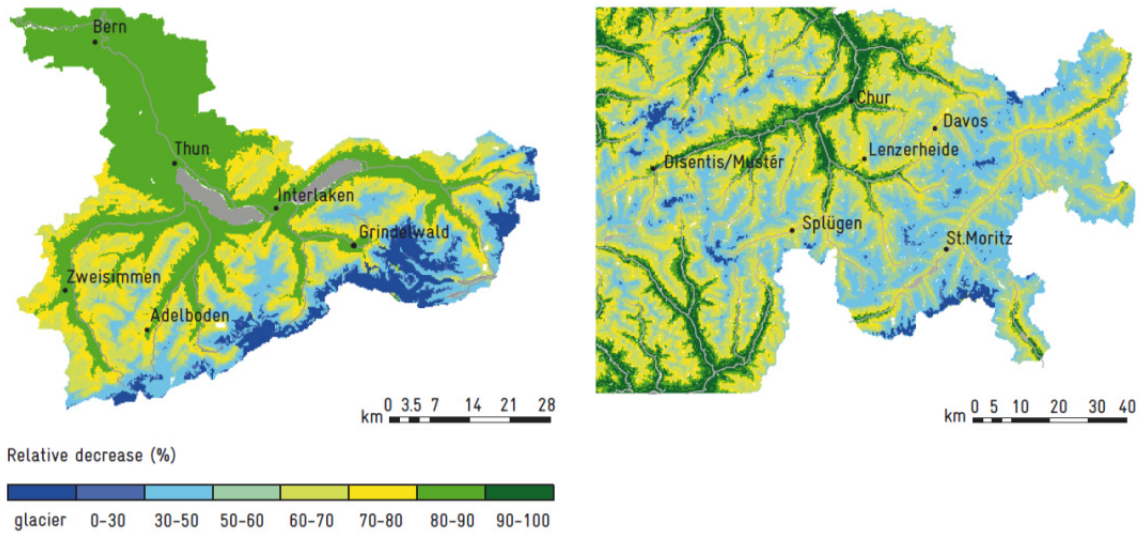 Bern
Thun
Interlaken
Grindelwald
Zweisimmen
Adelboden
km 0 3.5 7 14 21 28
Chur
Davos
Lenzerheide
Disentis/Mustér
Splügen
St.Moritz
km 0 5 10 20 30 40
Relative decrease (%)
glacier 0-30 30-50 50-60 60-70 70-80 80-90 90-100